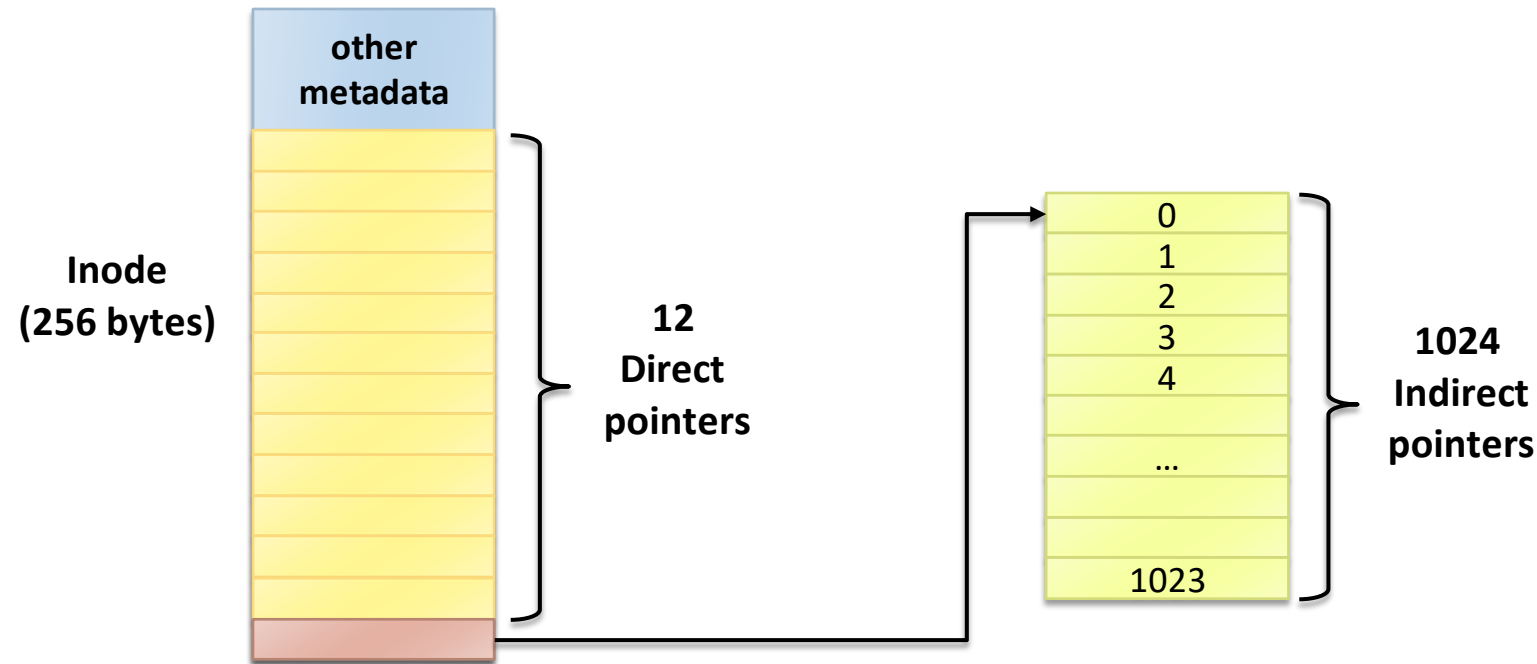 other
metadata
Inode
(256 bytes)
12
Direct
pointers
0
1
2
3
4
...
1023
1024
Indirect
pointers